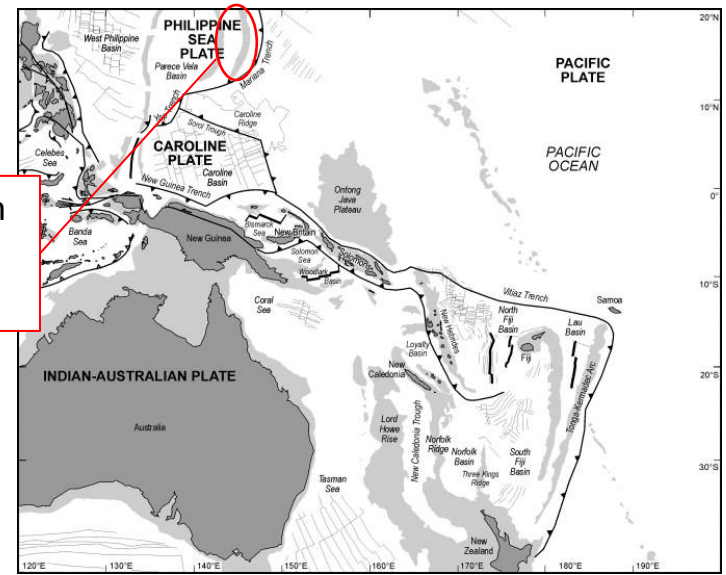 20°N
West Philippine
Basin
PHILIPPINE
SEA
PLATE
Parece Vela
Basin
Mariana Trench
PACIFIC
PLATE
10°N
Yap Trench
Sorol Trough
Caroline
Ridge
CAROLINE
PLATE
Caroline
Basin
Celebes
Sea
PACIFIC
OCEAN
New Guinea Trench
Ontong
Java
Plateau
0°
n
Banda
Sea
New Guinea
Bismarck
Sea
New Britain
Solomon
Sea
Solomons
Woodlark
Basin
10°S
Vitiaz Trench
Samoa
Coral
Sea
New Hebrides
North
Fiji
Basin
Lau
Basin
Fiji
Loyalty
Basin
New
Caledonia
20°S
INDIAN-AUSTRALIAN PLATE
Tonga-Kermadec Arc
Australia
Lord
Howe
Rise
New Caledonia Trough
Norfolk
Ridge
Norfolk
Basin
South
Fiji
Basin
30°S
Three Kings
Ridge
Tasman
Sea
New
Zealand
120°E
130°E
140°E
150°E
160°E
170°E
180°E
190°E